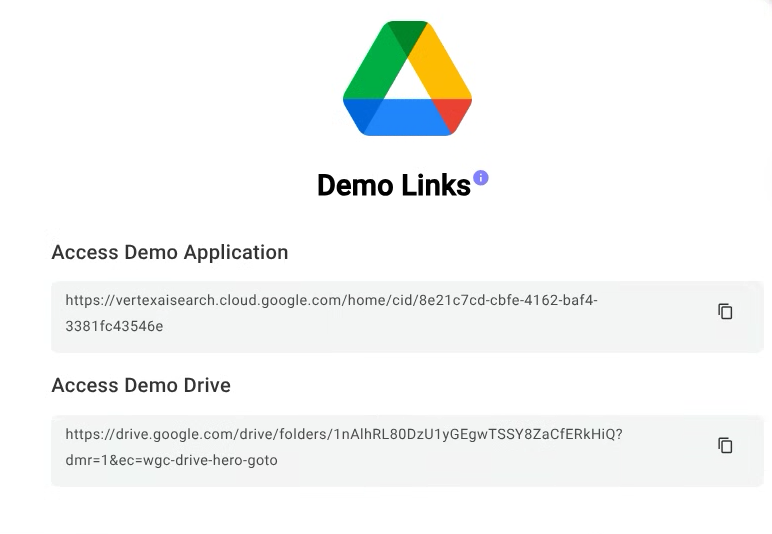 Demo Links
Access Demo Application
https://vertexaisearch.cloud.google.com/home/cid/8e21c7cd-cbfe-4162-baf4-
3381fc43546e
Access Demo Drive
https://drive.google.com/drive/folders/1nAlhRL80DzU1yGEgwTSSY8ZaCfERkHiQ?
dmr=1&ec=wgc-drive-hero-goto